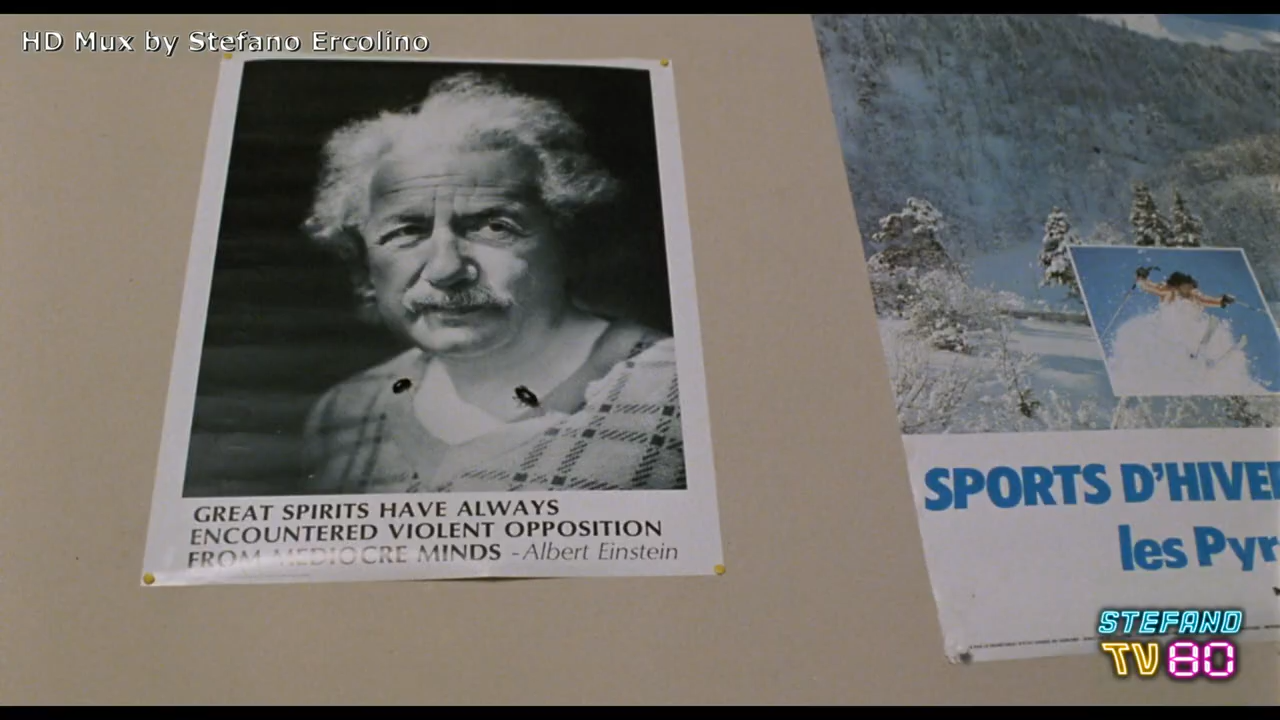 HD Mux by Stefano Ercolino
GREAT SPIRITS HAVE ALWAYS
ENCOUNTERED VIOLENT OPPOSITION
FROM MEDIOCRE MINDS - Albert Einstein
SPORTS D'HIVE
les Pyr
STEFANO
TV80